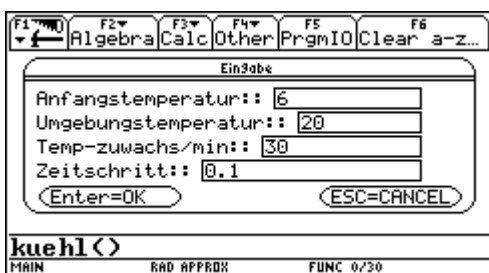 F1 F2 Algebra F3 Calc F4 Other F5 PrgmIO F6 Clear a-z…
Eingabe
Anfangstemperatur:: 6
Umgebungstemperatur:: 20
Temp-zuwachs/min:: 30
Zeitschritt:: 0.1
Enter=OK ESC=CANCEL
kuehl()
MAIN RAD APPROX FUNC 0/30